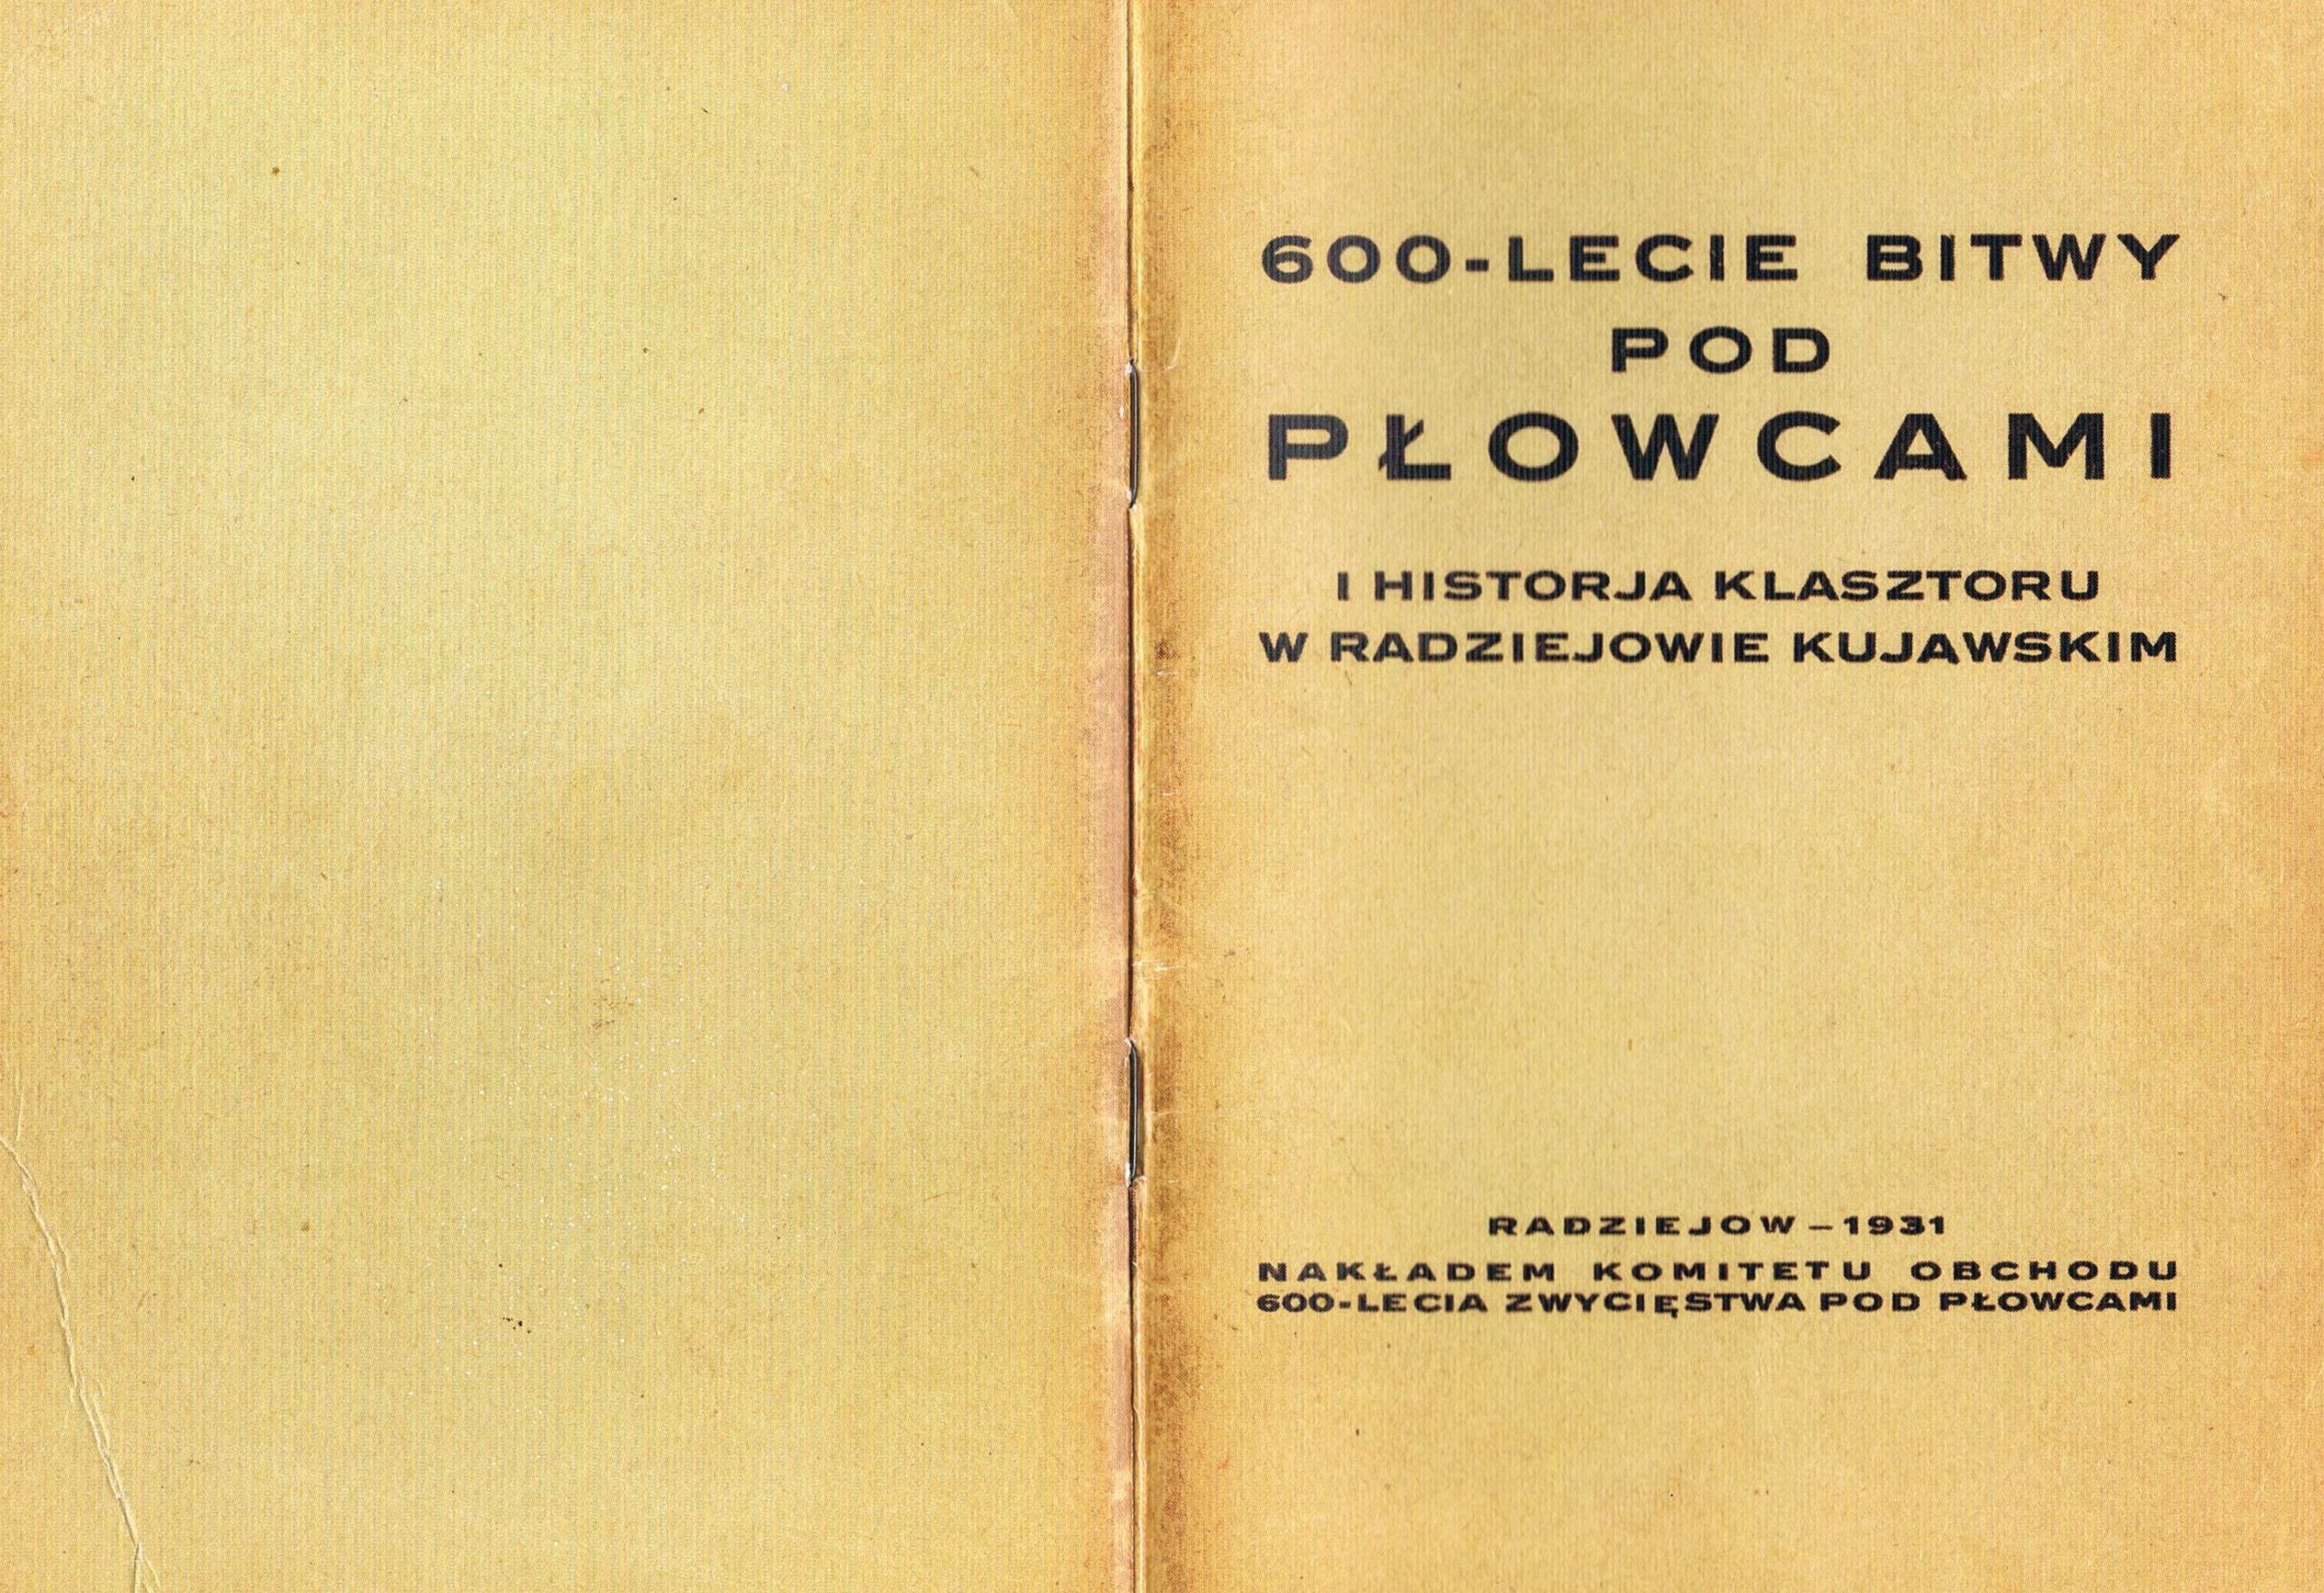 600-LECIE BITWY
POD
PŁOWCAMI
I HISTORJA KLASZTORU
W RADZIEJOWIE KUJAWSKIM
RADZIEJOW – 1931
NAKŁADEM KOMITETU OBCHODU
600-LECIA ZWYCIĘSTWA POD PŁOWCAMI